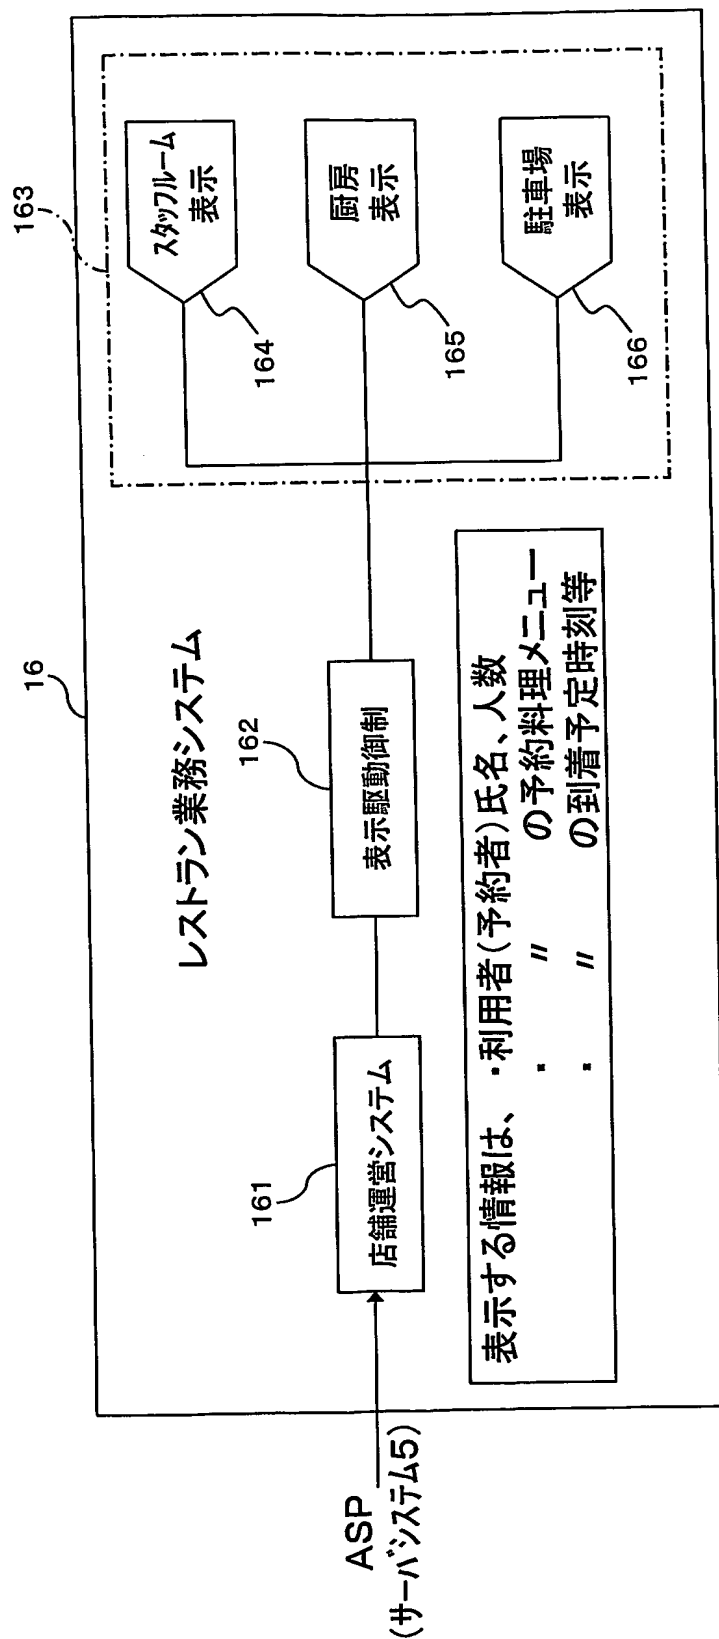 16
163
レストラン業務システム
ASP
(サーバシステム5)
161
店舗運営システム
162
表示駆動御制
スタッフルーム
表示
164
厨房
表示
165
駐車場
表示
166
表示する情報は、・利用者(予約者)氏名、人数
・ 〃 の予約料理メニュー
・ 〃 の到着予定時刻等